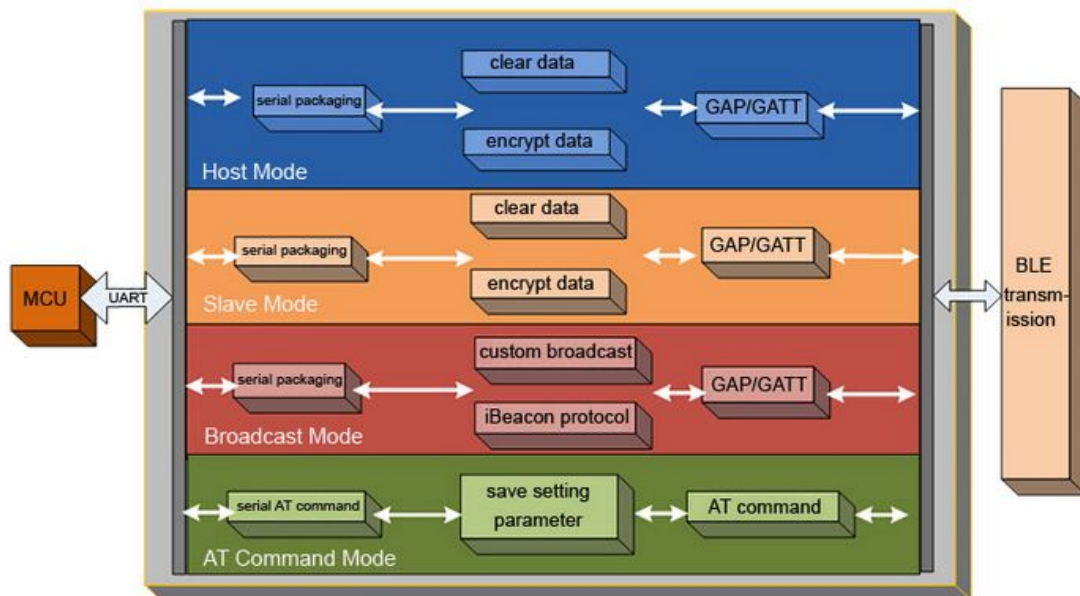 clear data
serial packaging
GAP/GATT
encrypt data
Host Mode
clear data
serial packaging
GAP/GATT
encrypt data
Slave Mode
MCU
UART
BLE
transm-
ission
custom broadcast
serial packaging
GAP/GATT
iBeacon protocol
Broadcast Mode
serial AT command
save setting
parameter
AT command
AT Command Mode